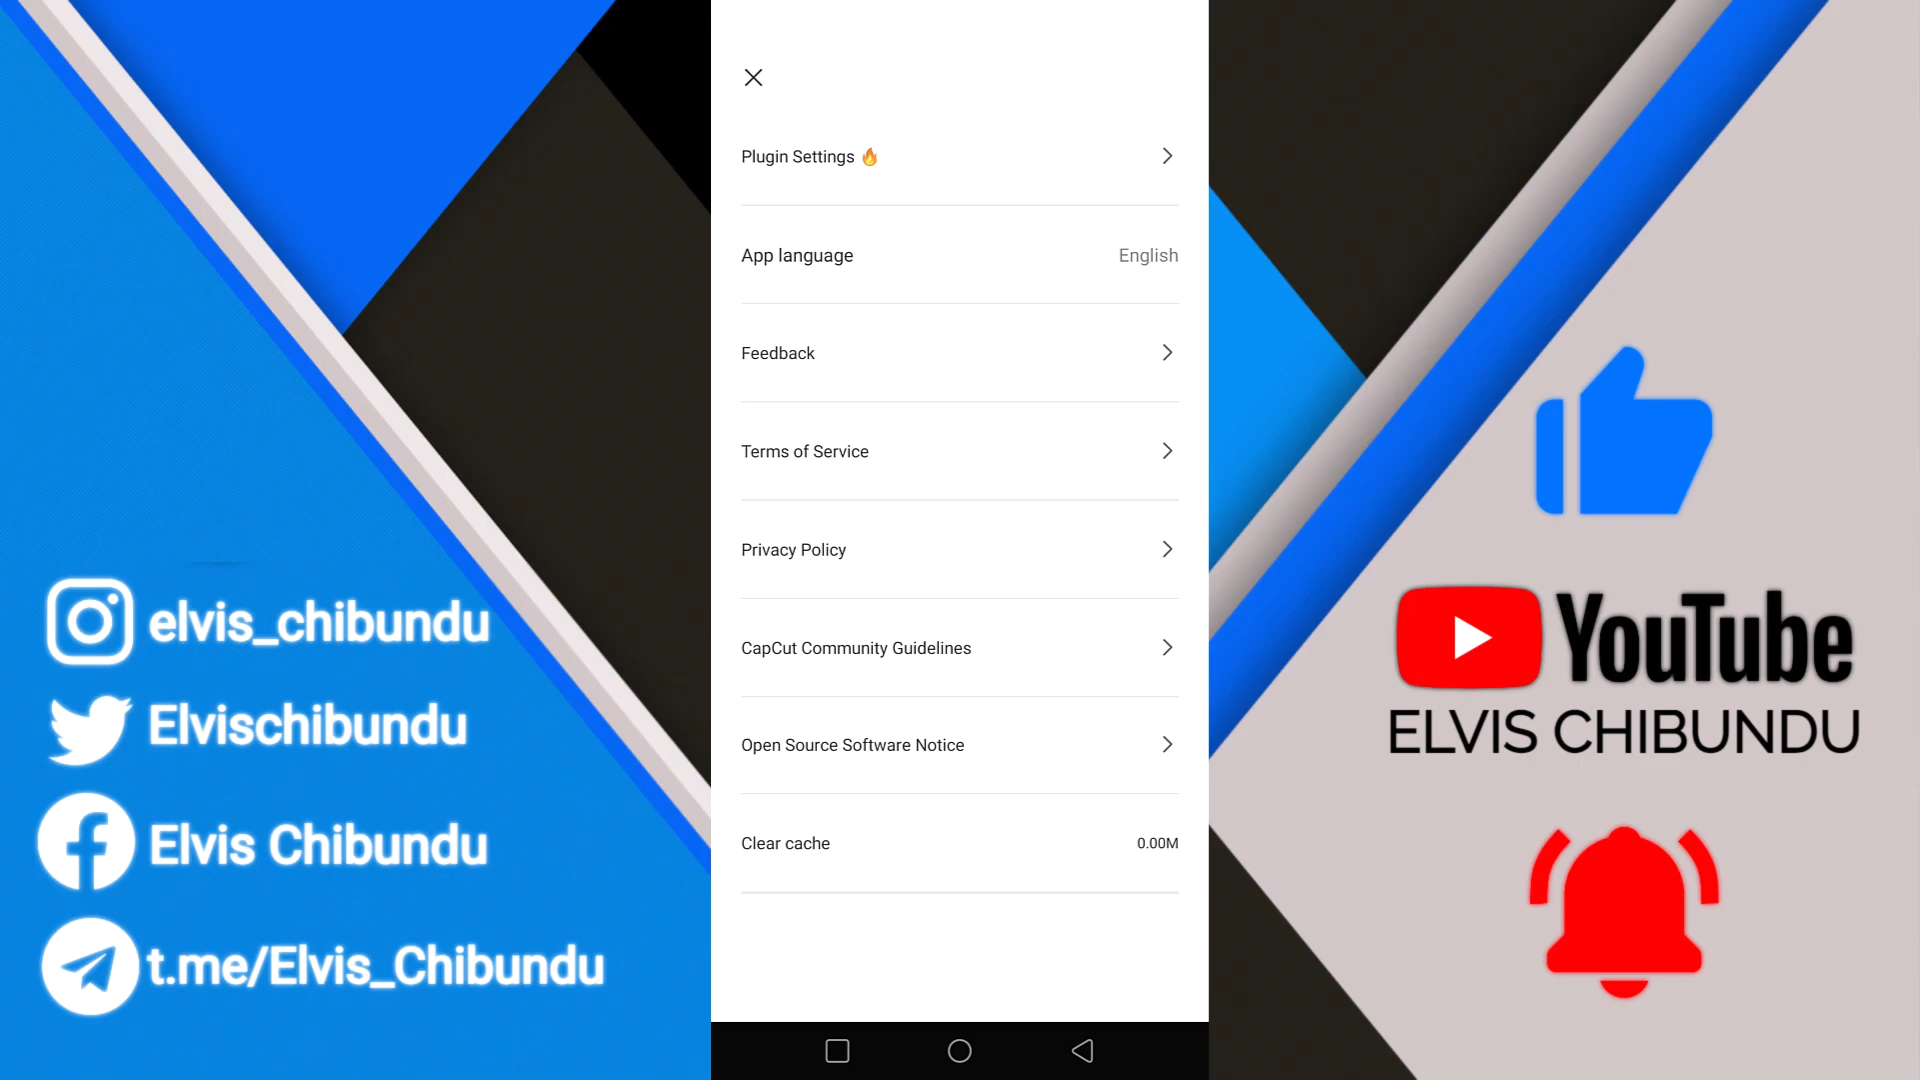 Plugin Settings 🔥
App language English
Feedback
Terms of Service
Privacy Policy
CapCut Community Guidelines
Open Source Software Notice
Clear cache 0.00M
elvis_chibundu
Elvischibundu
Elvis Chibundu
t.me/Elvis_Chibundu
YouTube
ELVIS CHIBUNDU